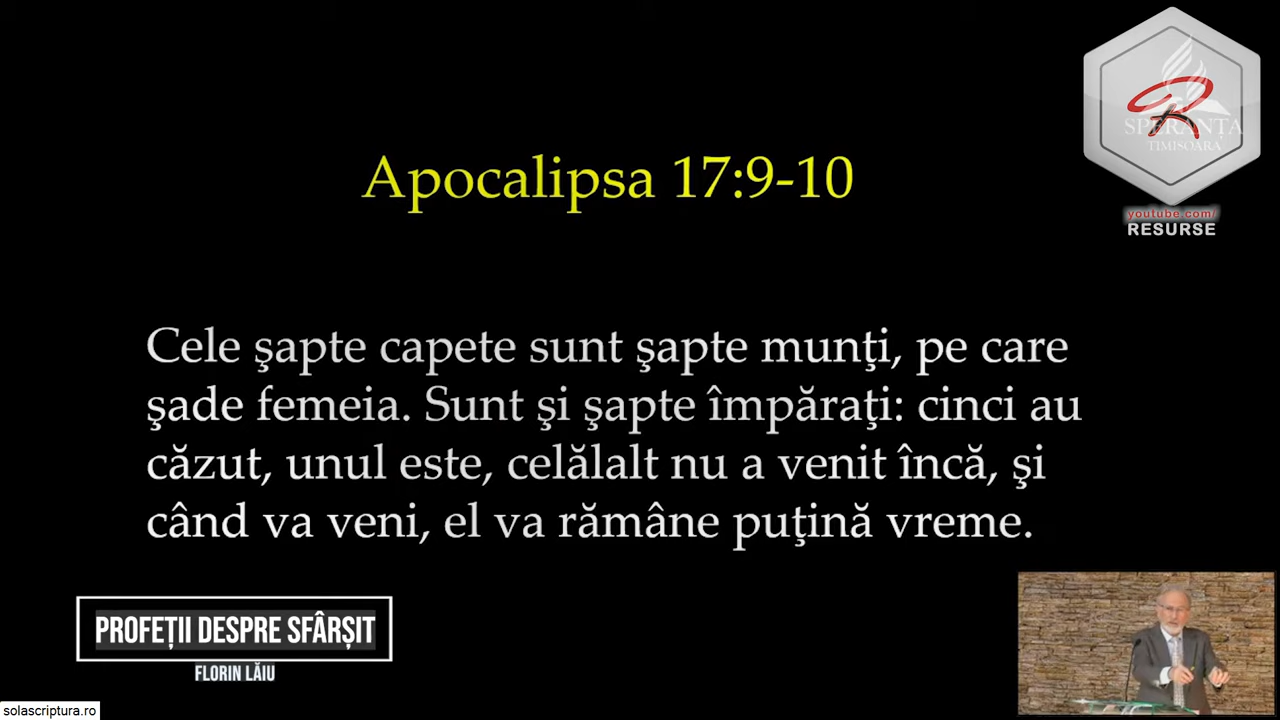 SPERANȚA
TIMIȘOARA
youtube.com/
RESURSE
Apocalipsa 17:9-10
Cele şapte capete sunt şapte munţi, pe care
şade femeia. Sunt şi şapte împăraţi: cinci au
căzut, unul este, celălalt nu a venit încă, şi
când va veni, el va rămâne puţină vreme.
PROFEȚII DESPRE SFÂRȘIT
FLORIN LĂIU
solascriptura.ro